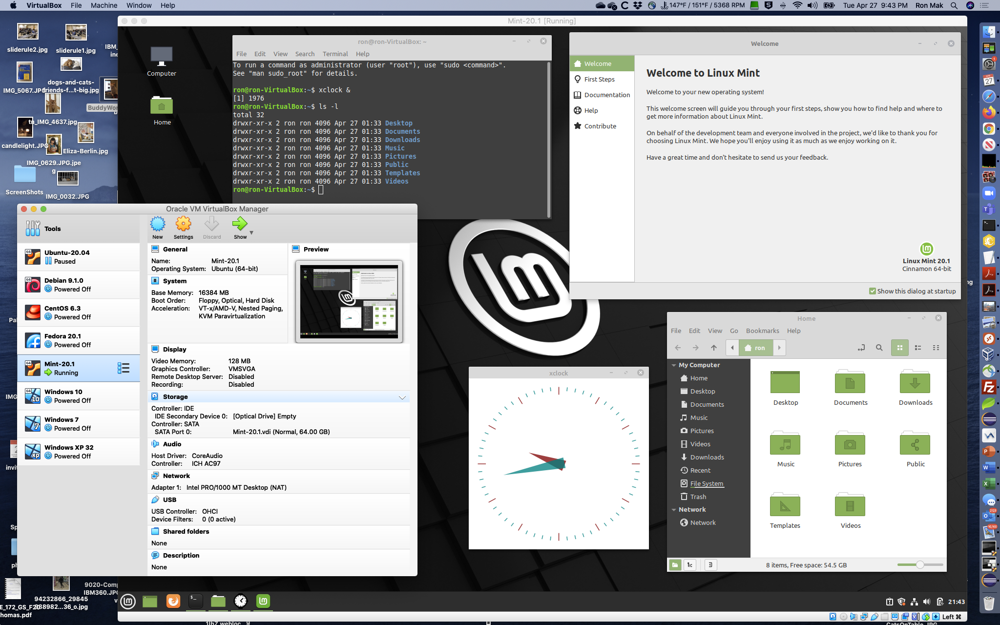 VirtualBox File Machine Window Help
147°F / 151°F / 5368 RPM Tue Apr 27 9:43 PM Ron Mak
sliderule2.jpg
sliderule1.jpg
IMG_5067.JPG
dogs-and-cats-
friends-f...t-big.jpg
BuddyWor
tn_IMG_4637.jpg
candlelight.JPG
Eliza-Berlin.jpg
IMG_0629.JPG.jpe
g
ScreenShots
IMG_0032.JPG
Mint-20.1 [Running]
Computer
Home
ron@ron-VirtualBox: ~
File Edit View Search Terminal Help
To run a command as administrator (user "root"), use "sudo <command>".
See "man sudo_root" for details.
ron@ron-VirtualBox:~$ xclock &
[1] 1976
ron@ron-VirtualBox:~$ ls -l
total 32
drwxr-xr-x 2 ron ron 4096 Apr 27 01:33 Desktop
drwxr-xr-x 2 ron ron 4096 Apr 27 01:33 Documents
drwxr-xr-x 2 ron ron 4096 Apr 27 01:33 Downloads
drwxr-xr-x 2 ron ron 4096 Apr 27 01:33 Music
drwxr-xr-x 2 ron ron 4096 Apr 27 01:33 Pictures
drwxr-xr-x 2 ron ron 4096 Apr 27 01:33 Public
drwxr-xr-x 2 ron ron 4096 Apr 27 01:33 Templates
drwxr-xr-x 2 ron ron 4096 Apr 27 01:33 Videos
ron@ron-VirtualBox:~$
Welcome
Welcome
First Steps
Documentation
Help
Contribute
Welcome to Linux Mint
Welcome to your new operating system!
This welcome screen will guide you through your first steps, show you how to find help and where to
get more information about Linux Mint.
On behalf of the development team and everyone involved in the project, we'd like to thank you for
choosing Linux Mint. We hope you'll enjoy using it as much as we enjoy working on it.
Have a great time and don't hesitate to send us your feedback.
Linux Mint 20.1
Cinnamon 64-bit
Show this dialog at startup
Oracle VM VirtualBox Manager
Tools
New Settings Discard Show
Ubuntu-20.04
Paused
Debian 9.1.0
Powered Off
CentOS 6.3
Powered Off
Fedora 20.1
Powered Off
Mint-20.1
Running
Windows 10
Powered Off
Windows 7
Powered Off
Windows XP 32
Powered Off
General
Name: Mint-20.1
Operating System: Ubuntu (64-bit)
Preview
System
Base Memory: 16384 MB
Boot Order: Floppy, Optical, Hard Disk
Acceleration: VT-x/AMD-V, Nested Paging,
KVM Paravirtualization
Display
Video Memory: 128 MB
Graphics Controller: VMSVGA
Remote Desktop Server: Disabled
Recording: Disabled
Storage
Controller: IDE
IDE Secondary Device 0: [Optical Drive] Empty
Controller: SATA
SATA Port 0: Mint-20.1.vdi (Normal, 64.00 GB)
Audio
Host Driver: CoreAudio
Controller: ICH AC97
Network
Adapter 1: Intel PRO/1000 MT Desktop (NAT)
USB
USB Controller: OHCI
Device Filters: 0 (0 active)
Shared folders
None
Description
None
xclock
Home
File Edit View Go Bookmarks Help
ron
My Computer
Home
Desktop
Documents
Music
Pictures
Videos
Downloads
Recent
File System
Trash
Network
Network
Desktop Documents Downloads
Music Pictures Public
Templates Videos
8 items, Free space: 54.5 GB
9020-Comp
IBM360.JPG
94232866_29845
938982...36_o.jpg
E_172_GS_F20
homas.pdf
21:43
Left ⌘